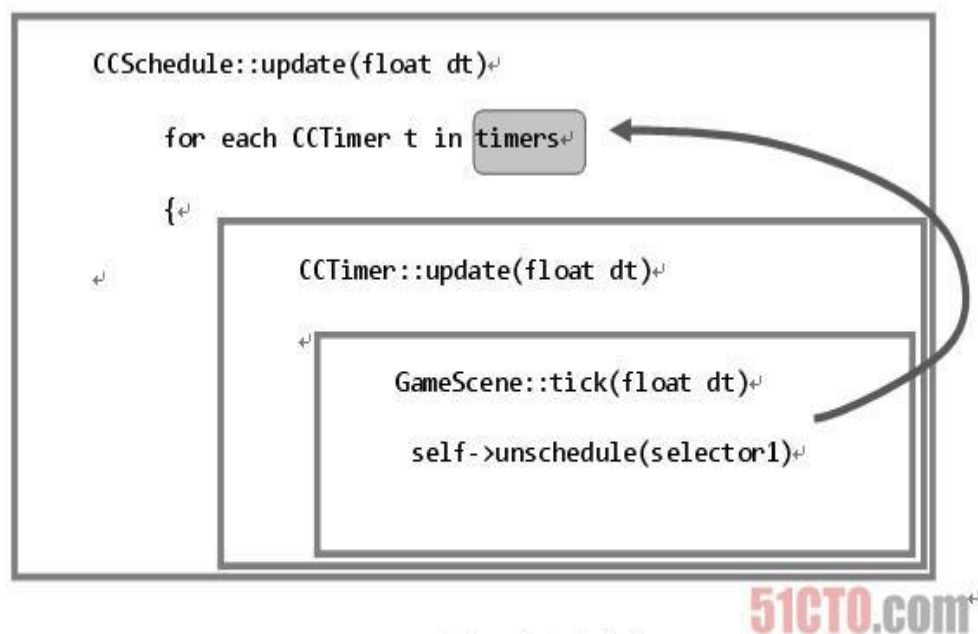 CCSchedule::update(float dt)↵
for each CCTimer t in timers↵
{↵
CCTimer::update(float dt)↵
↵
↵
GameScene::tick(float dt)↵
self->unschedule(selector1)↵
51CTO.com↵